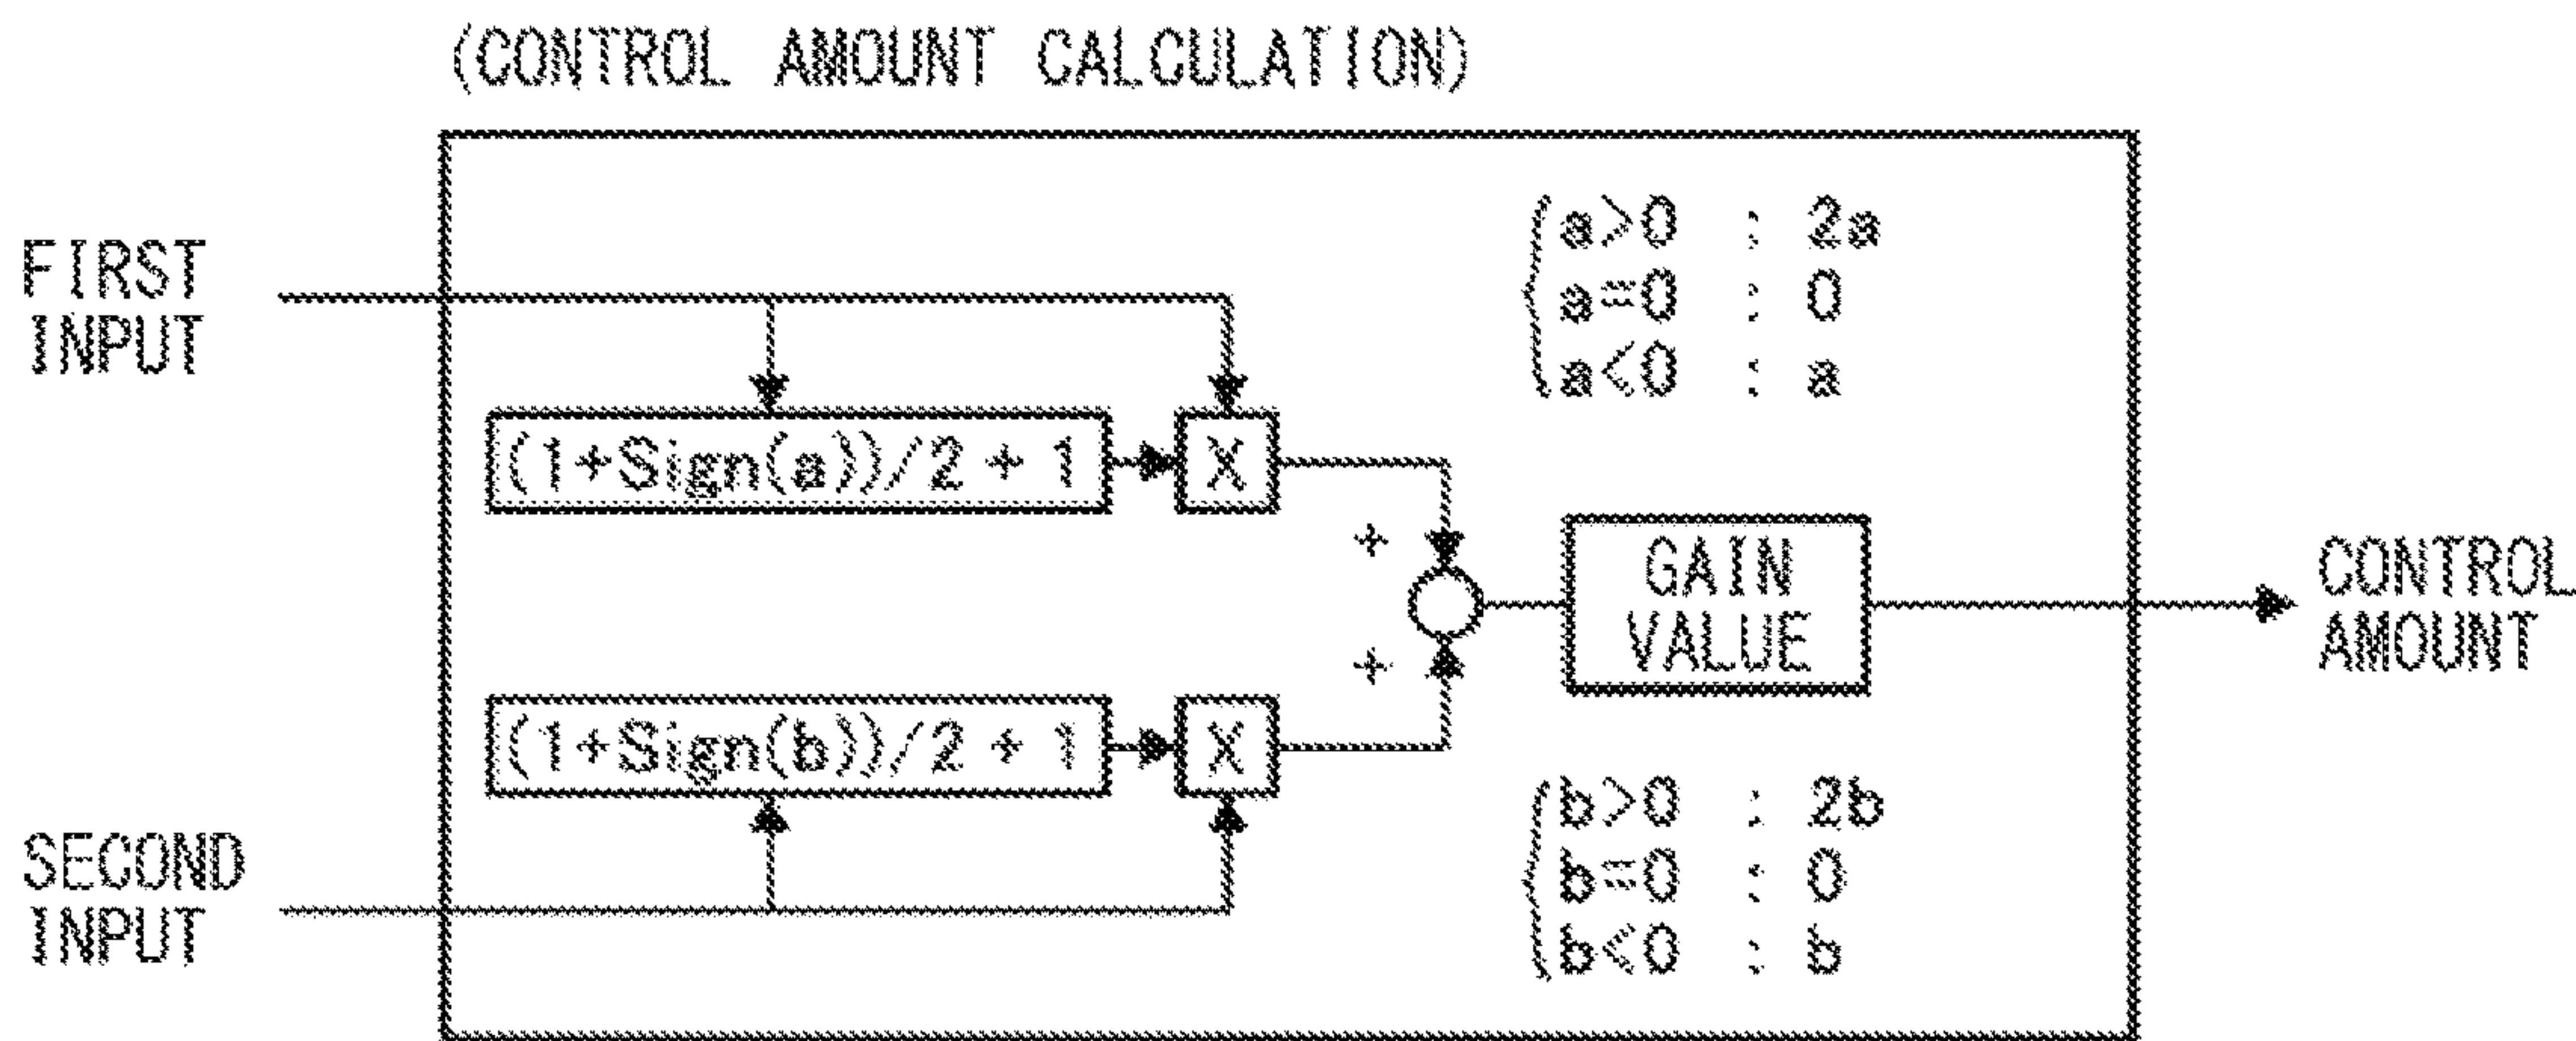 (CONTROL AMOUNT CALCULATION)
FIRST
INPUT
a>0 : 2a
a=0 : 0
a<0 : a
(1+Sign(a))/2 + 1
X
+
GAIN
VALUE
CONTROL
AMOUNT
+
(1+Sign(b))/2 + 1
X
SECOND
INPUT
b>0 : 2b
b=0 : 0
b<0 : b